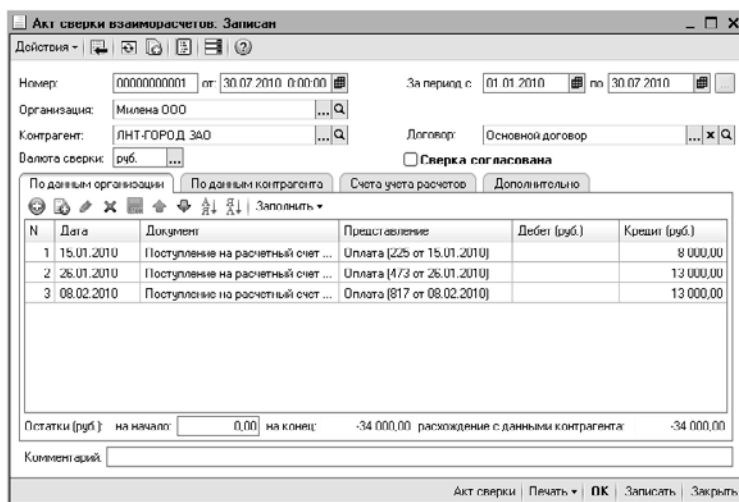 Акт сверки взаиморасчетов: Записан
Действия
Номер: 00000000001 от: 30.07.2010 0:00:00 За период с 01.01.2010 по 30.07.2010 ...
Организация: Милена ООО ...
Контрагент: ЛНТ-ГОРОД ЗАО ... Договор: Основной договор ...
Валюта сверки: руб. ... Сверка согласована
По данным организации По данным контрагента Счета учета расчетов Дополнительно
Заполнить
N Дата Документ Представление Дебет (руб.) Кредит (руб.)
1 15.01.2010 Поступление на расчетный счет ... Оплата (225 от 15.01.2010) 8 000,00
2 26.01.2010 Поступление на расчетный счет ... Оплата (473 от 26.01.2010) 13 000,00
3 08.02.2010 Поступление на расчетный счет ... Оплата (817 от 08.02.2010) 13 000,00
Остатки (руб.): на начало: 0,00 на конец: -34 000,00 расхождение с данными контрагента: -34 000,00
Комментарий:
Акт сверки Печать OK Записать Закрыть